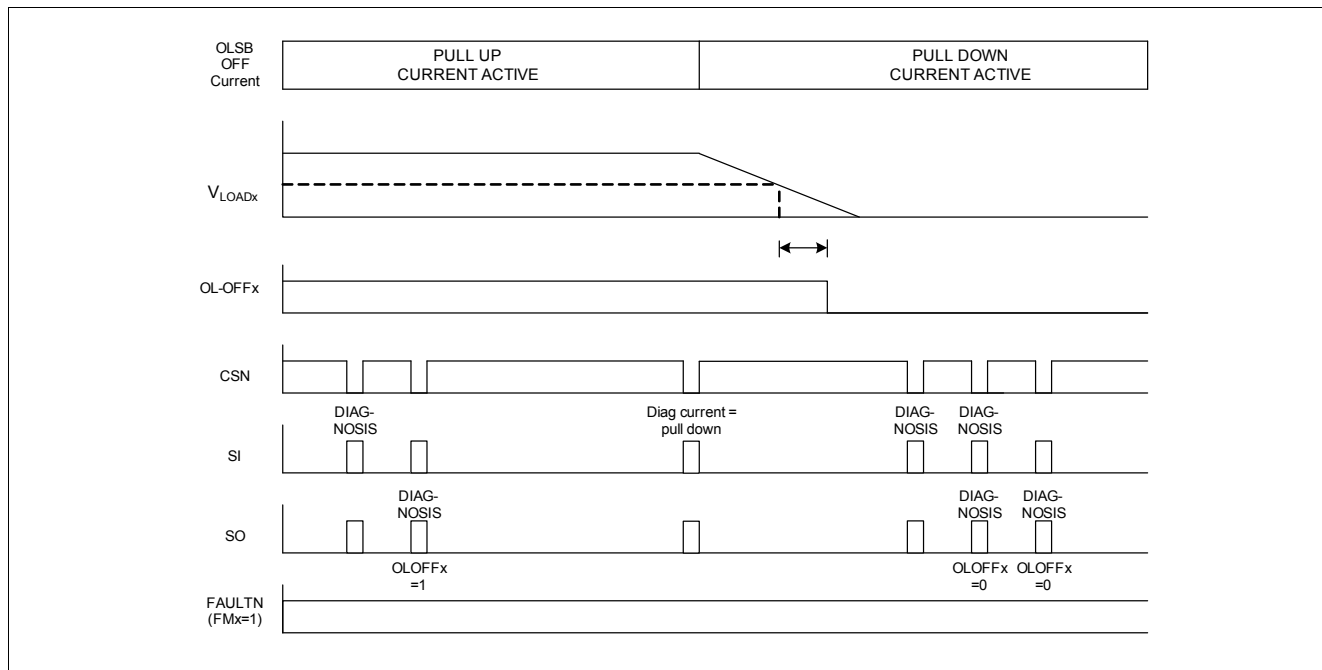 OLSB
OFF
Current
PULL UP
CURRENT ACTIVE
PULL DOWN
CURRENT ACTIVE
VLOADx
OL-OFFx
CSN
DIAG-
NOSIS
Diag current =
pull down
DIAG-
NOSIS
DIAG-
NOSIS
SI
DIAG-
NOSIS
DIAG-
NOSIS
DIAG-
NOSIS
SO
OLOFFx
=1
OLOFFx
=0
OLOFFx
=0
FAULTN
(FMx=1)